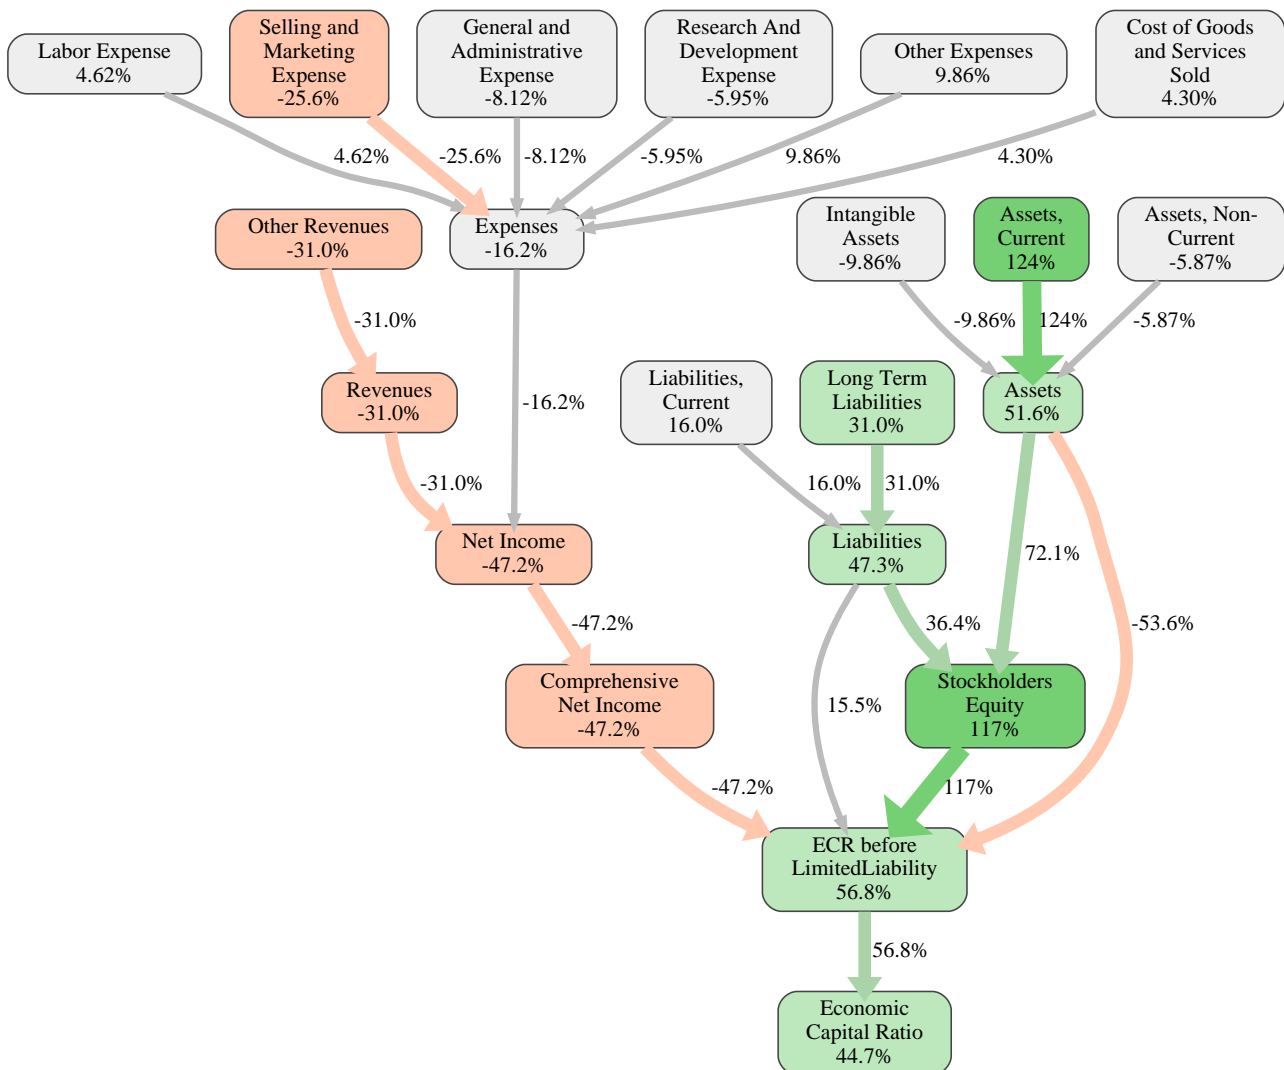 Labor Expense
4.62%
Selling and
Marketing
Expense
-25.6%
General and
Administrative
Expense
-8.12%
Research And
Development
Expense
-5.95%
Other Expenses
9.86%
Cost of Goods
and Services
Sold
4.30%
4.62%
-25.6%
-8.12%
-5.95%
9.86%
4.30%
Other Revenues
-31.0%
Expenses
-16.2%
Intangible
Assets
-9.86%
Assets,
Current
124%
Assets, Non-
Current
-5.87%
-31.0%
-9.86%
124%
-5.87%
Revenues
-31.0%
-16.2%
Liabilities,
Current
16.0%
Long Term
Liabilities
31.0%
Assets
51.6%
-31.0%
16.0%
31.0%
Net Income
-47.2%
Liabilities
47.3%
72.1%
-47.2%
36.4%
-53.6%
Comprehensive
Net Income
-47.2%
15.5%
Stockholders
Equity
117%
-47.2%
117%
ECR before
LimitedLiability
56.8%
56.8%
Economic
Capital Ratio
44.7%